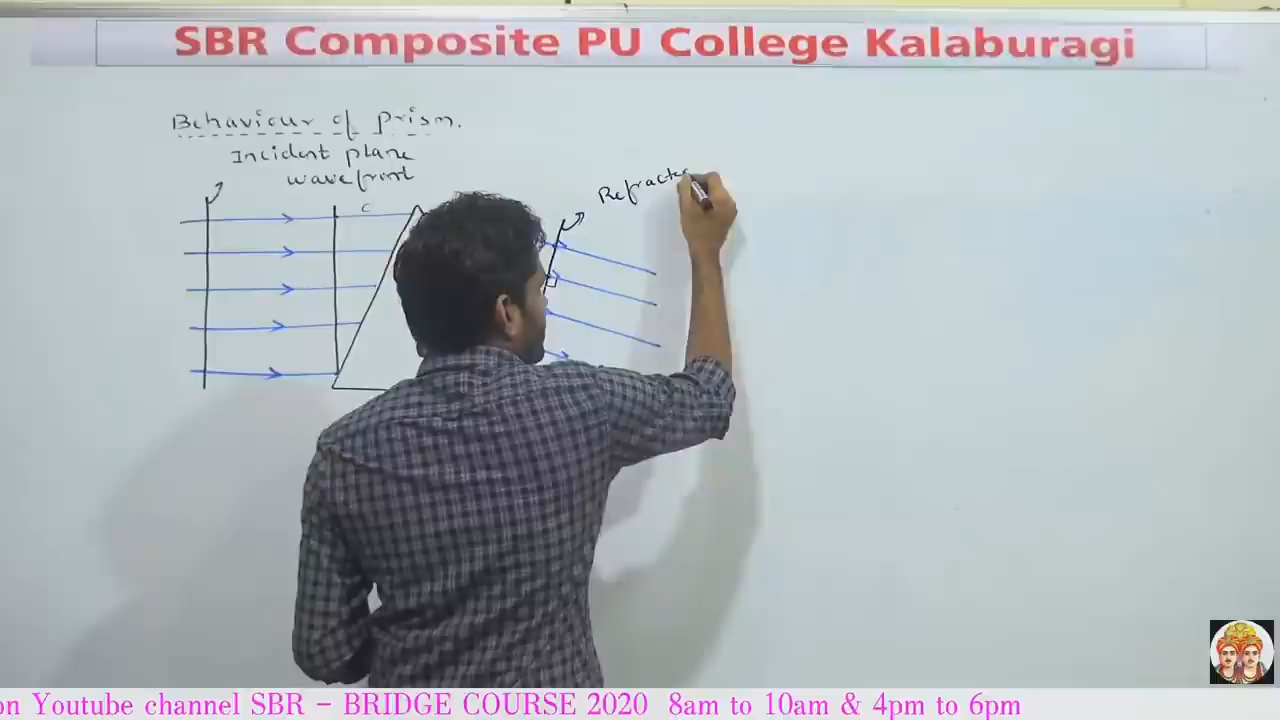 SBR Composite PU College Kalaburagi
Behaviour of prism.
Incident plane
wavefront
c
Refracte
on Youtube channel SBR - BRIDGE COURSE 2020 8am to 10am & 4pm to 6pm